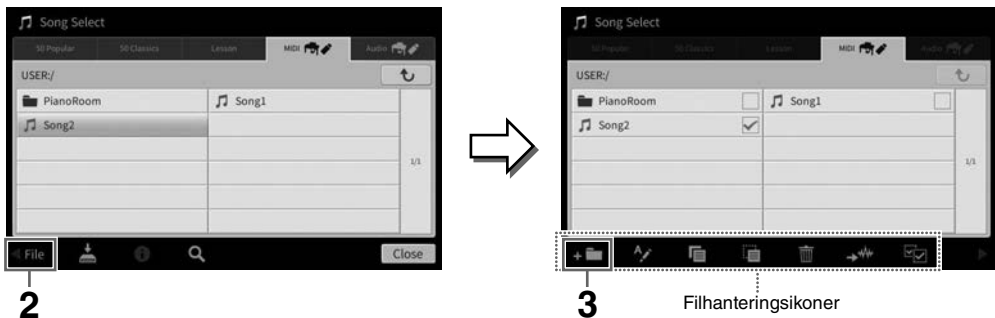 Song Select
50 Popular 50 Classics Lesson MIDI Audio
USER:/
PianoRoom Song1
Song2
1/1
File Close
2
Song Select
50 Popular 50 Classics Lesson MIDI Audio
USER:/
PianoRoom Song1
Song2
1/1
3
Filhanteringsikoner